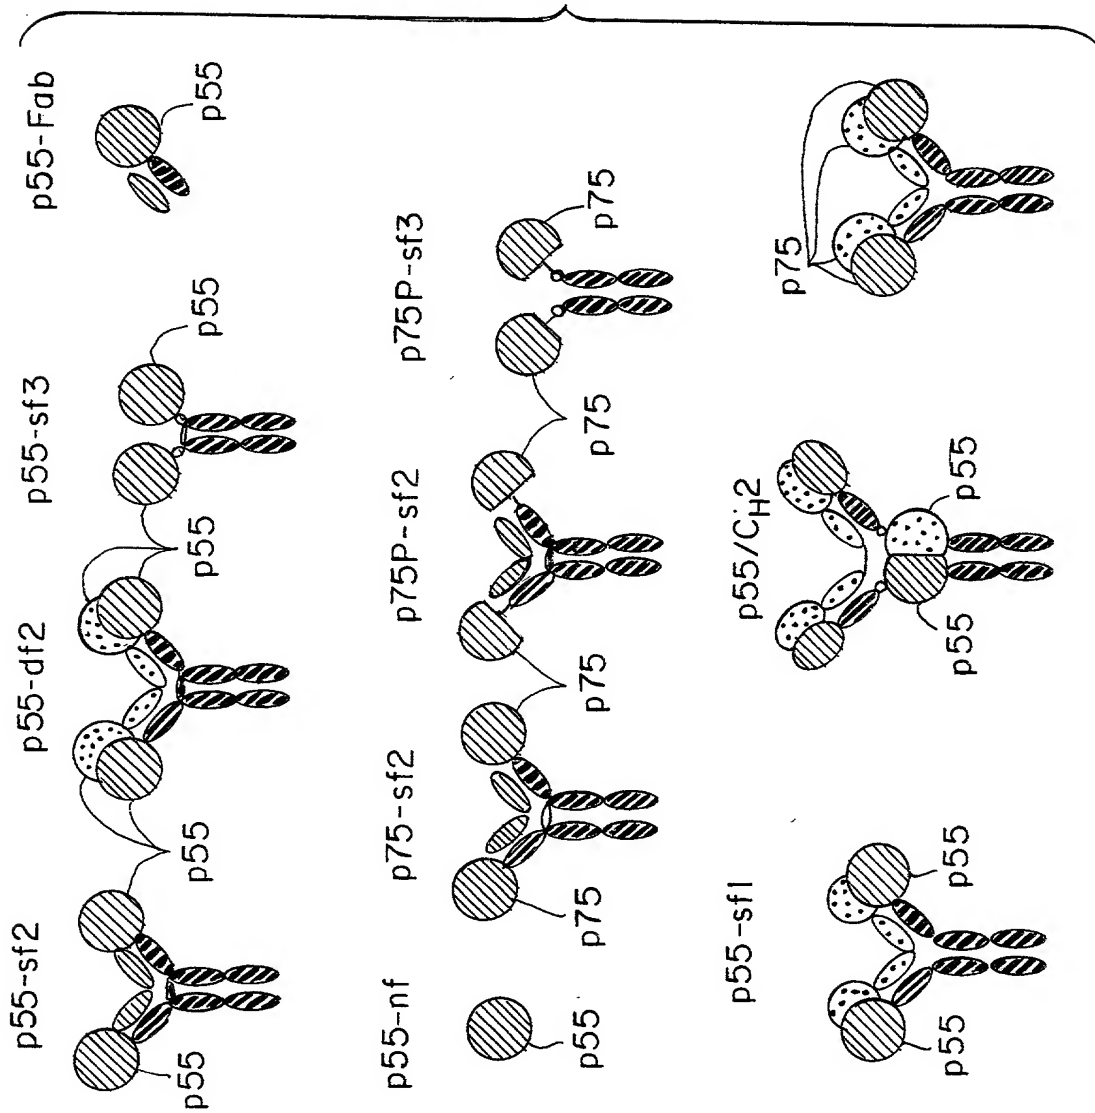 p55-sf2 p55-df2 p55-sf3 p55-Fab
p55 p55 p55 p55 p55
p55-nf p75-sf2 p75P-sf2 p75P-sf3
p55 p75 p75 p75 p75
p55-sf1 p55/CH2 p75
p55 p55 p55 p55